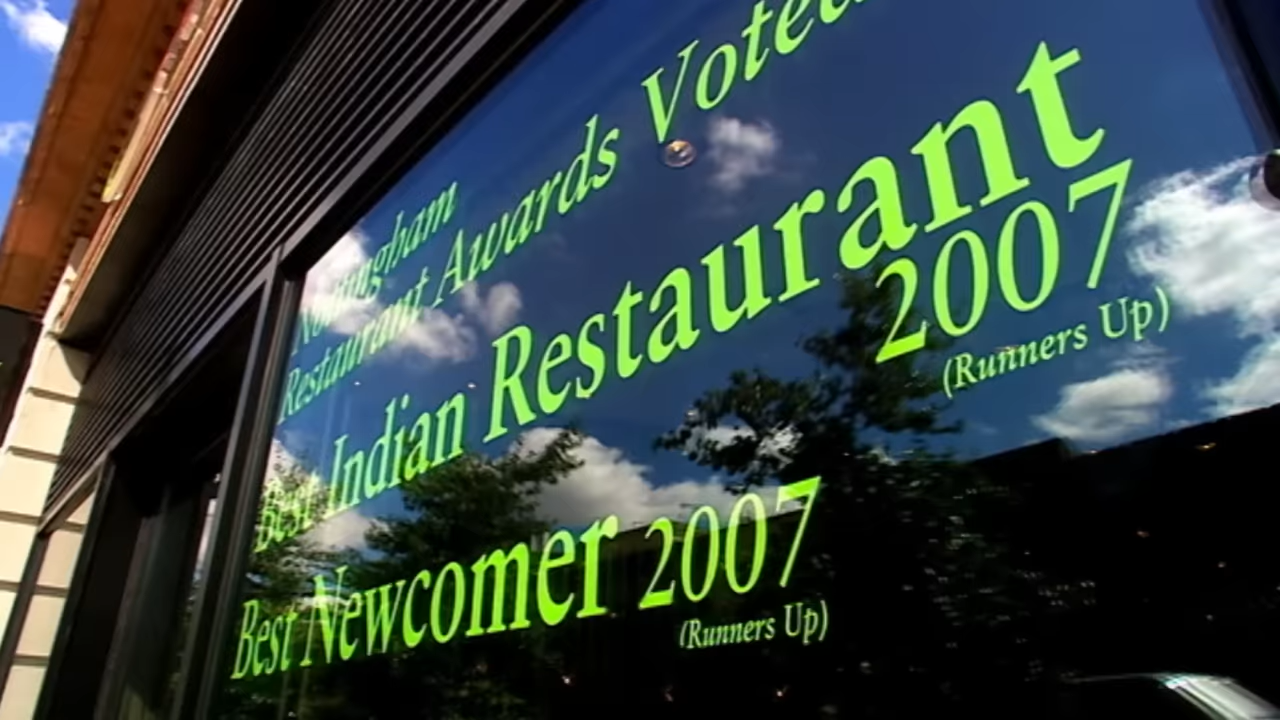 Nottingham
Restaurant Awards Voted
Best Indian Restaurant
2007
(Runners Up)
Best Newcomer 2007
(Runners Up)